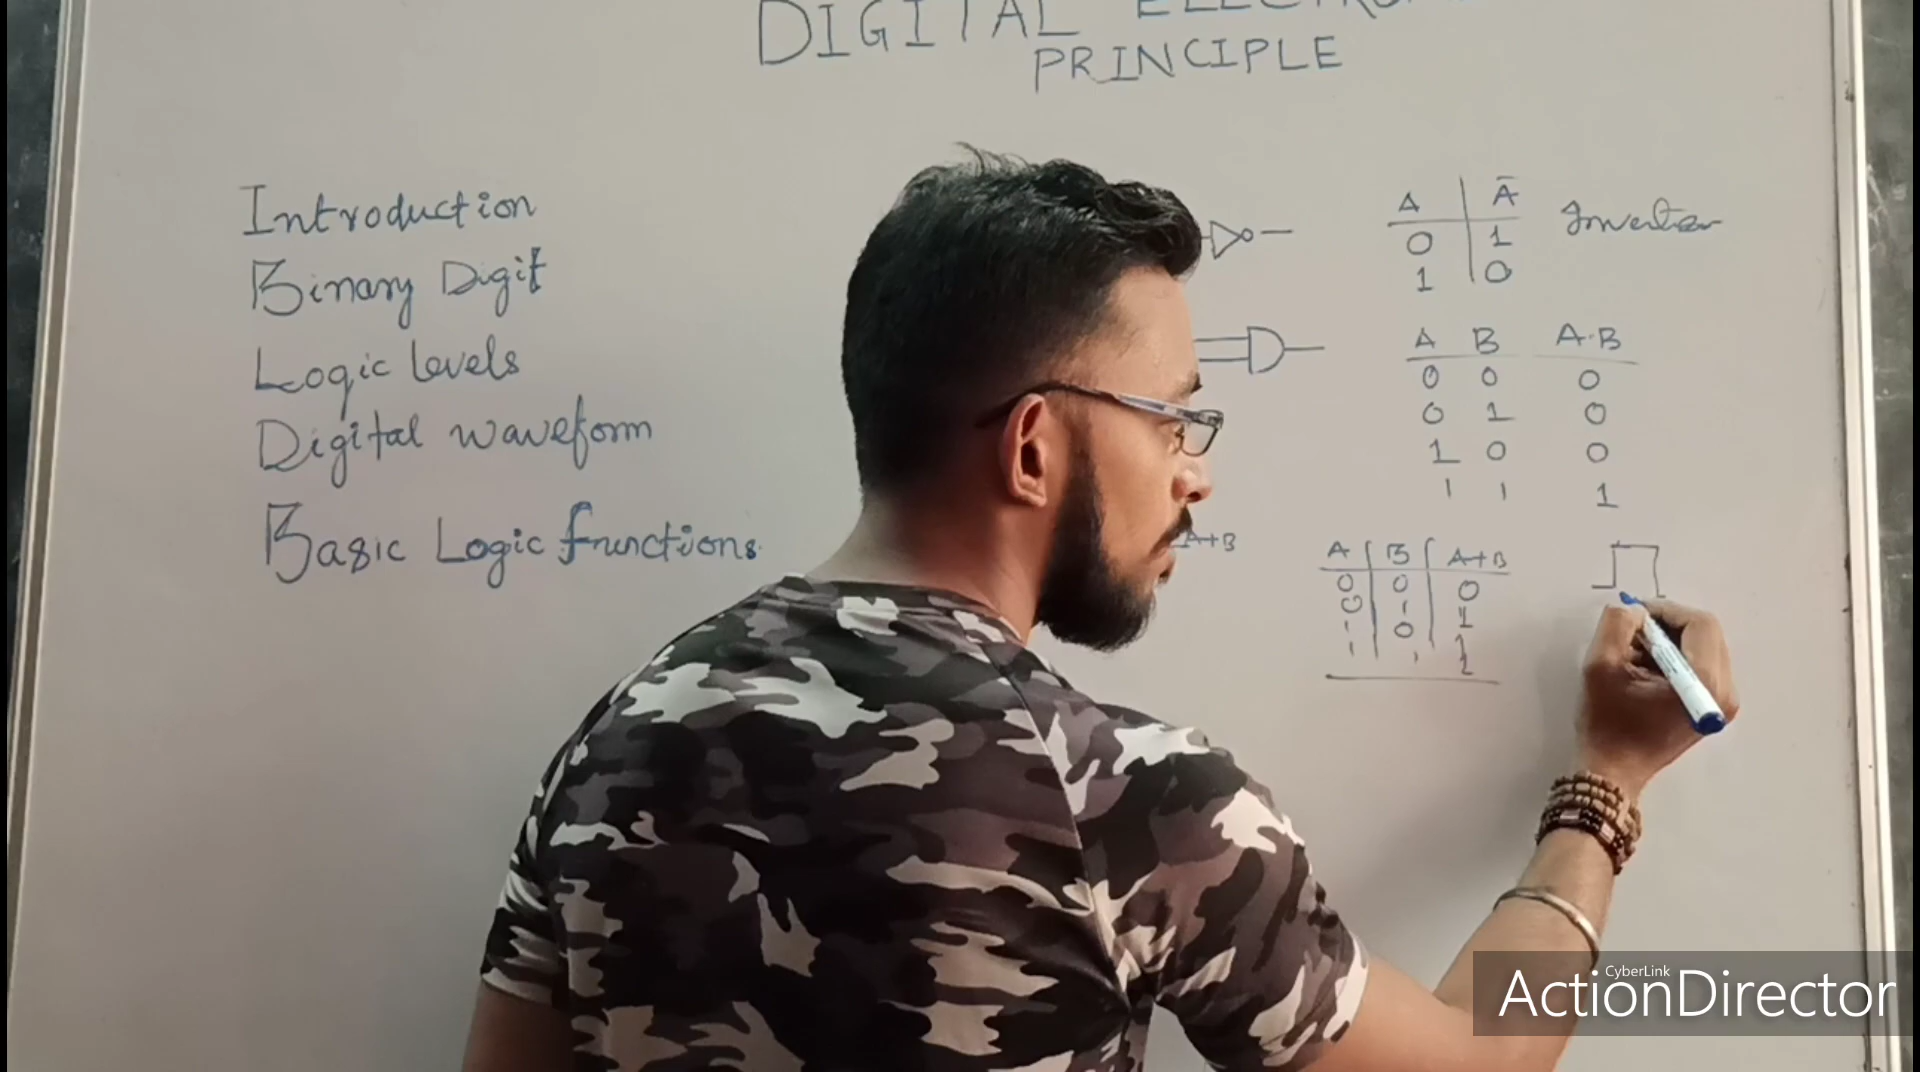 DIGITAL
PRINCIPLE
Introduction
Binary Digit
Logic levels
Digital waveform
Basic Logic functions.
A Ā Inverter
0 1
1 0
A B A·B
0 0 0
0 1 0
1 0 0
1 1 1
A+B
A B A+B
0 0 0
0 1 1
1 0 1
1 1 1
CyberLink
ActionDirector